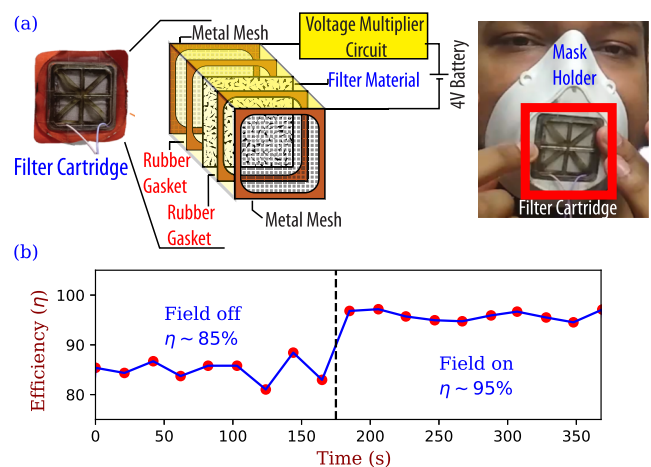 (a)
Metal Mesh
Voltage Multiplier
Circuit
Filter Material
4V Battery
Mask
Holder
Filter Cartridge
Rubber
Gasket
Rubber
Gasket
Metal Mesh
Filter Cartridge
(b)
Efficiency (η)
100
90
80
Field off
η ~ 85%
Field on
η ~ 95%
0
50
100
150
200
250
300
350
Time (s)